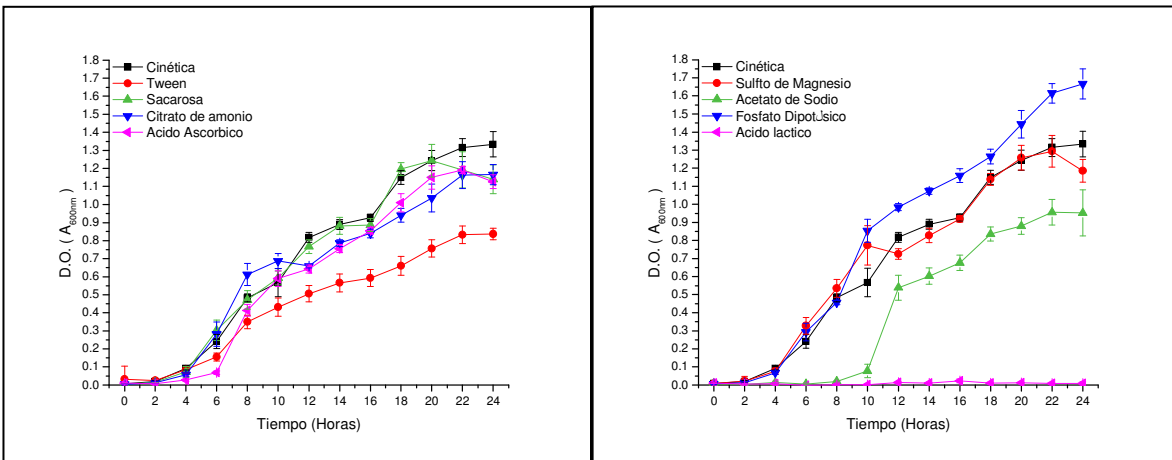 1.8
1.7
1.6
1.5
1.4
1.3
1.2
1.1
1.0
0.9
0.8
0.7
0.6
0.5
0.4
0.3
0.2
0.1
0.0
D.O. ( A600nm)
Cinética
Tween
Sacarosa
Citrato de amonio
Acido Ascorbico
0 2 4 6 8 10 12 14 16 18 20 22 24
Tiempo (Horas)
1.8
1.7
1.6
1.5
1.4
1.3
1.2
1.1
1.0
0.9
0.8
0.7
0.6
0.5
0.4
0.3
0.2
0.1
0.0
D.O. ( A600nm)
Cinética
Sulfto de Magnesio
Acetato de Sodio
Fosfato DipotJsico
Acido lactico
0 2 4 6 8 10 12 14 16 18 20 22 24
Tiempo (Horas)